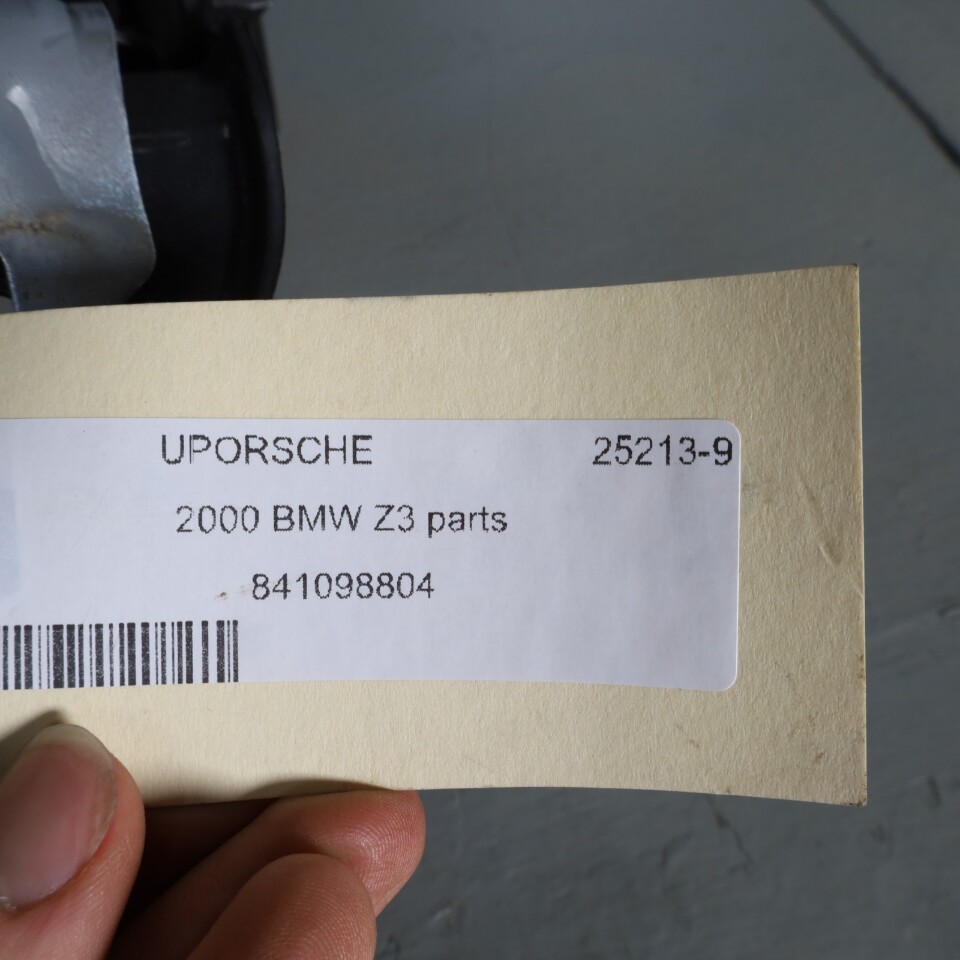 UPORSCHE 25213-9
2000 BMW Z3 parts
841098804